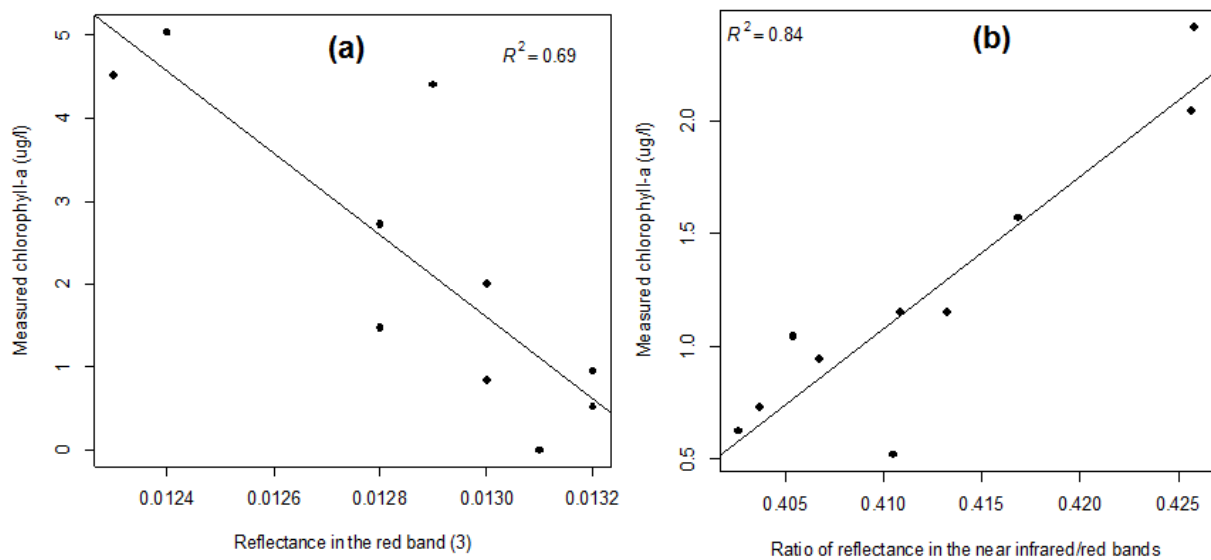 (a)
R² = 0.69
Measured chlorophyll-a (ug/l)
5
4
3
2
1
0
0.0124
0.0126
0.0128
0.0130
0.0132
Reflectance in the red band (3)
(b)
R² = 0.84
Measured chlorophyll-a (ug/l)
2.0
1.5
1.0
0.5
0.405
0.410
0.415
0.420
0.425
Ratio of reflectance in the near infrared/red bands